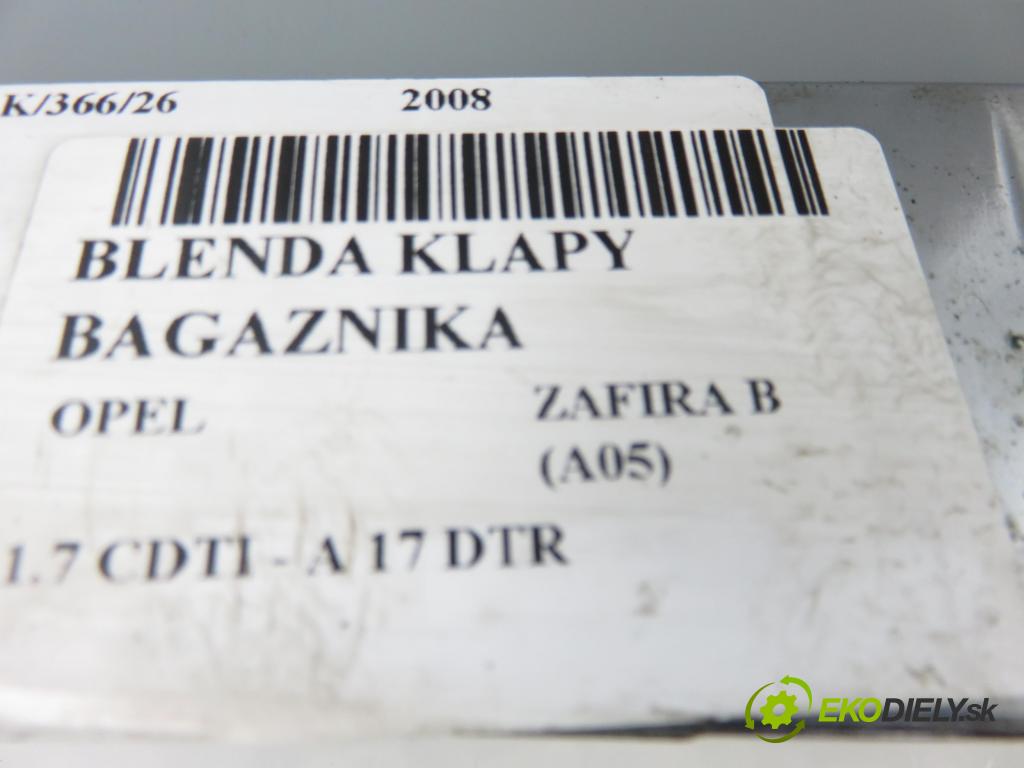 K/366/26 2008
BLENDA KLAPY
BAGAZNIKA
OPEL ZAFIRA B
(A05)
1.7 CDTI - A 17 DTR
EKODIELY.sk